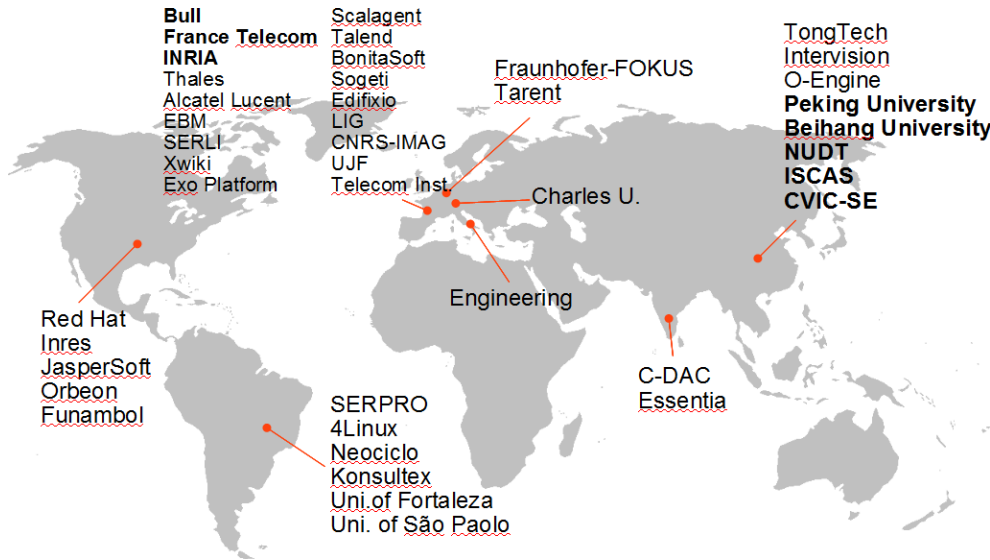 Bull
France Telecom
INRIA
Thales
Alcatel Lucent
EBM
SERLI
Xwiki
Exo Platform
Scalagent
Talend
BonitaSoft
Sogeti
Edifixio
LIG
CNRS-IMAG
UJF
Telecom Inst.
Fraunhofer-FOKUS
Tarent
TongTech
Intervision
O-Engine
Peking University
Beihang University
NUDT
ISCAS
CVIC-SE
Charles U.
Engineering
Red Hat
Inres
JasperSoft
Orbeon
Funambol
SERPRO
4Linux
Neociclo
Konsultex
Uni.of Fortaleza
Uni. of São Paolo
C-DAC
Essentia